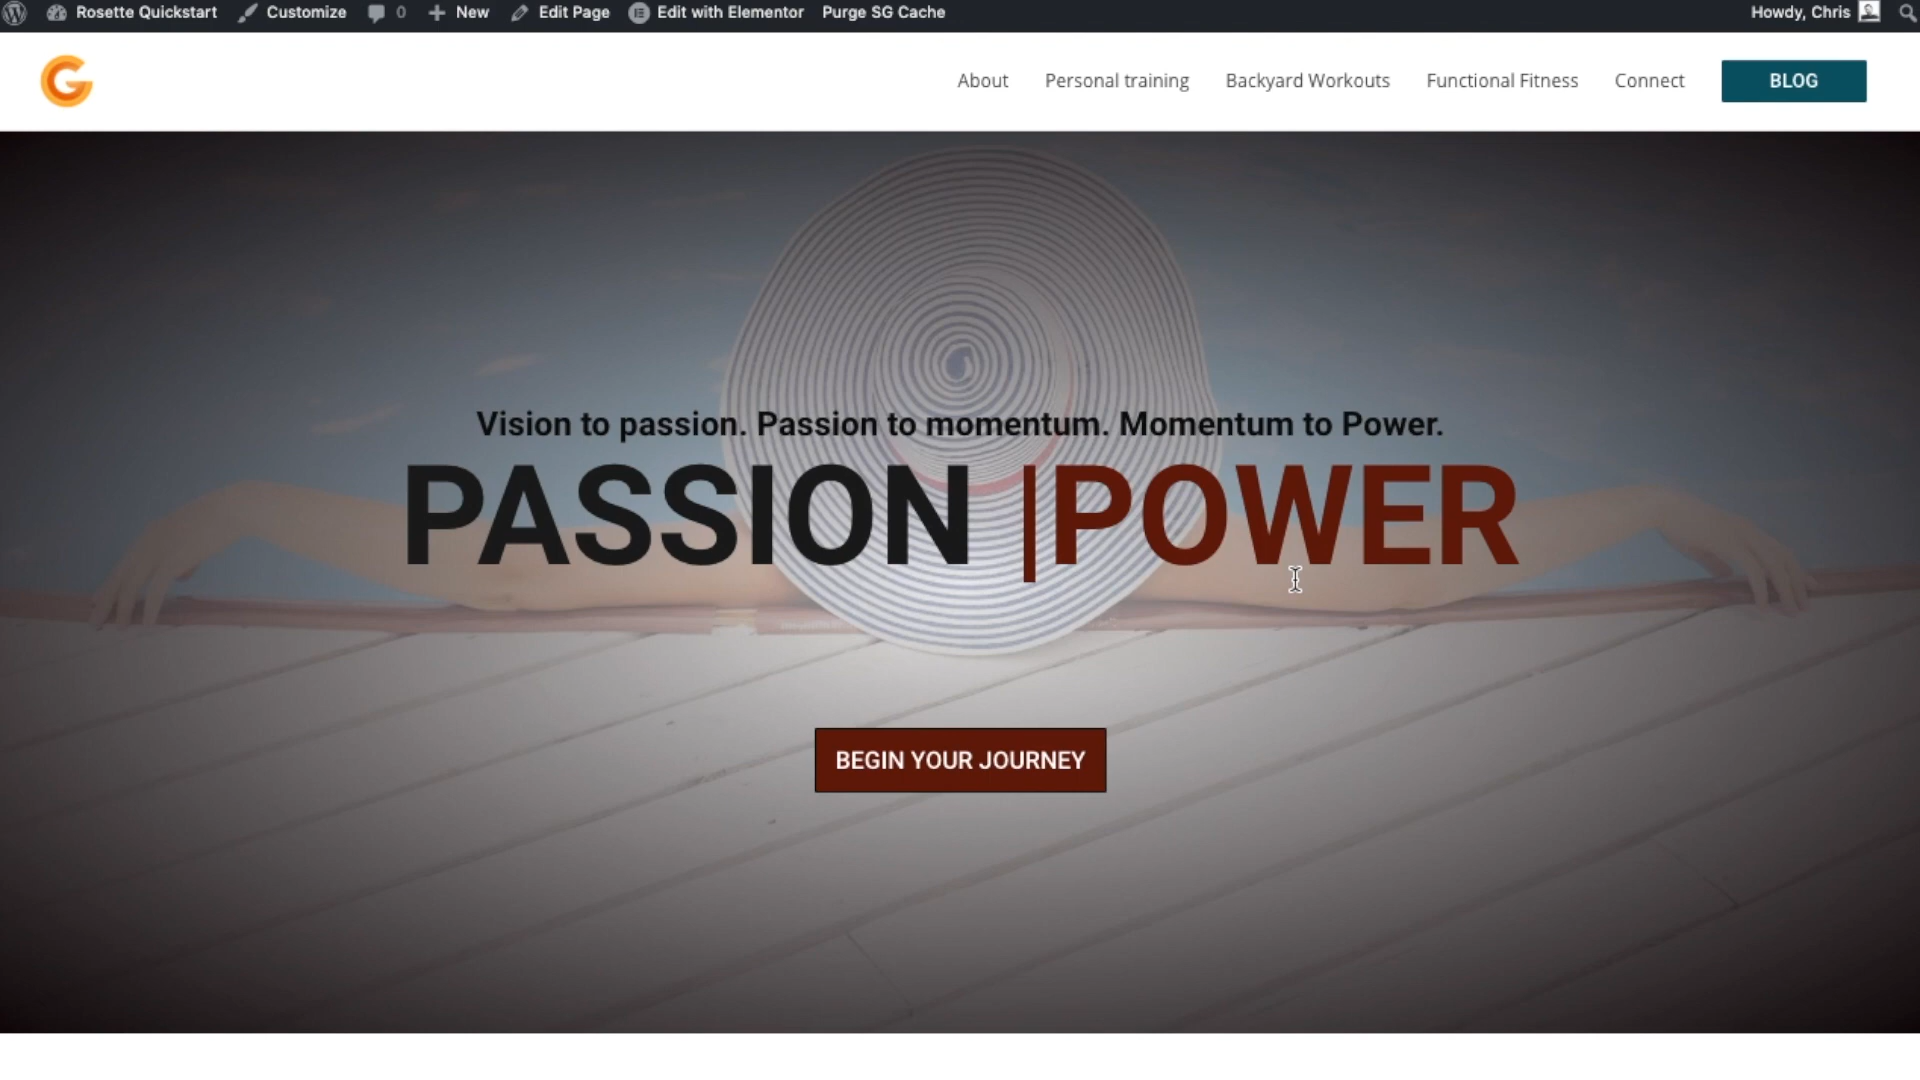 Rosette Quickstart Customize 0 New Edit Page Edit with Elementor Purge SG Cache Howdy, Chris
About Personal training Backyard Workouts Functional Fitness Connect BLOG
Vision to passion. Passion to momentum. Momentum to Power.
PASSION |POWER
BEGIN YOUR JOURNEY